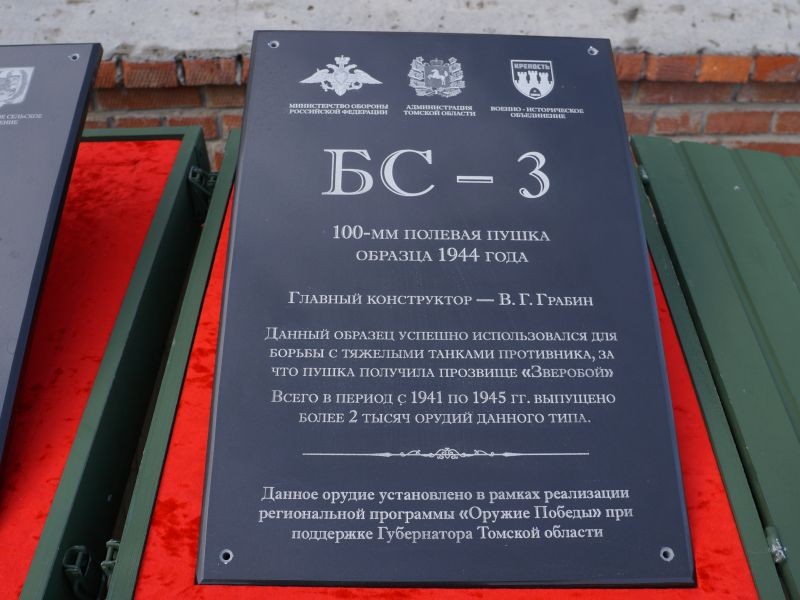 МИНИСТЕРСТВО ОБОРОНЫ
РОССИЙСКОЙ ФЕДЕРАЦИИ
АДМИНИСТРАЦИЯ
ТОМСКОЙ ОБЛАСТИ
КРЕПОСТЬ
ВОЕННО - ИСТОРИЧЕСКОЕ
ОБЪЕДИНЕНИЕ
БС – 3
100-ММ ПОЛЕВАЯ ПУШКА
ОБРАЗЦА 1944 ГОДА
ГЛАВНЫЙ КОНСТРУКТОР — В. Г. ГРАБИН
ДАННЫЙ ОБРАЗЕЦ УСПЕШНО ИСПОЛЬЗОВАЛСЯ ДЛЯ
БОРЬБЫ С ТЯЖЕЛЫМИ ТАНКАМИ ПРОТИВНИКА, ЗА
ЧТО ПУШКА ПОЛУЧИЛА ПРОЗВИЩЕ «ЗВЕРОБОЙ»
ВСЕГО В ПЕРИОД С 1941 ПО 1945 ГГ. ВЫПУЩЕНО
БОЛЕЕ 2 ТЫСЯЧ ОРУДИЙ ДАННОГО ТИПА.
Данное орудие установлено в рамках реализации
региональной программы «Оружие Победы» при
поддержке Губернатора Томской области
СЕЛЬСКОЕ